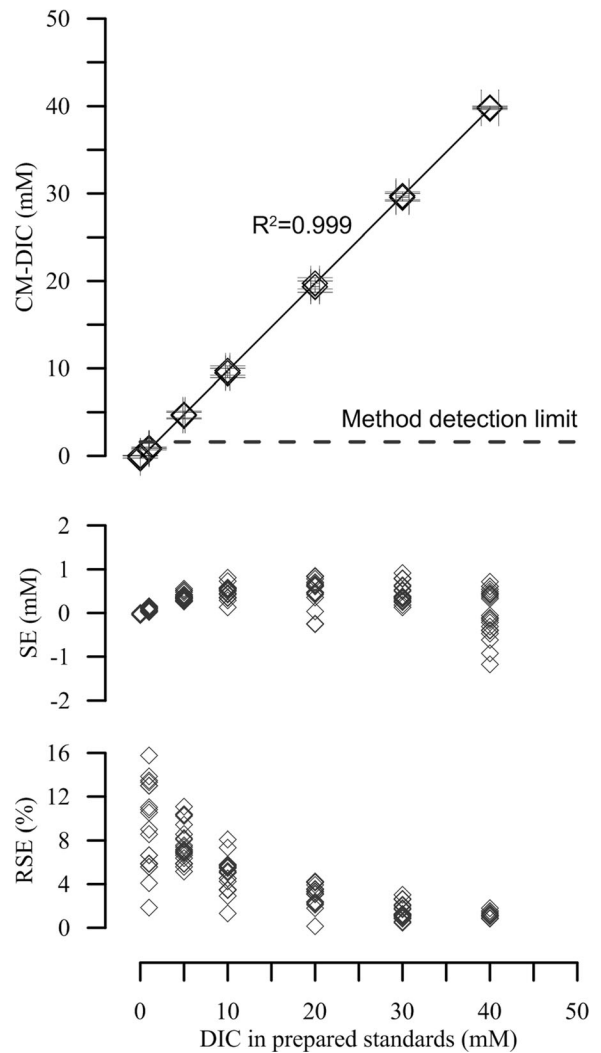 50
40
30
20
10
0
CM-DIC (mM)
R²=0.999
Method detection limit
2
1
0
-1
-2
SE (mM)
16
12
8
4
0
RSE (%)
0 10 20 30 40 50
DIC in prepared standards (mM)